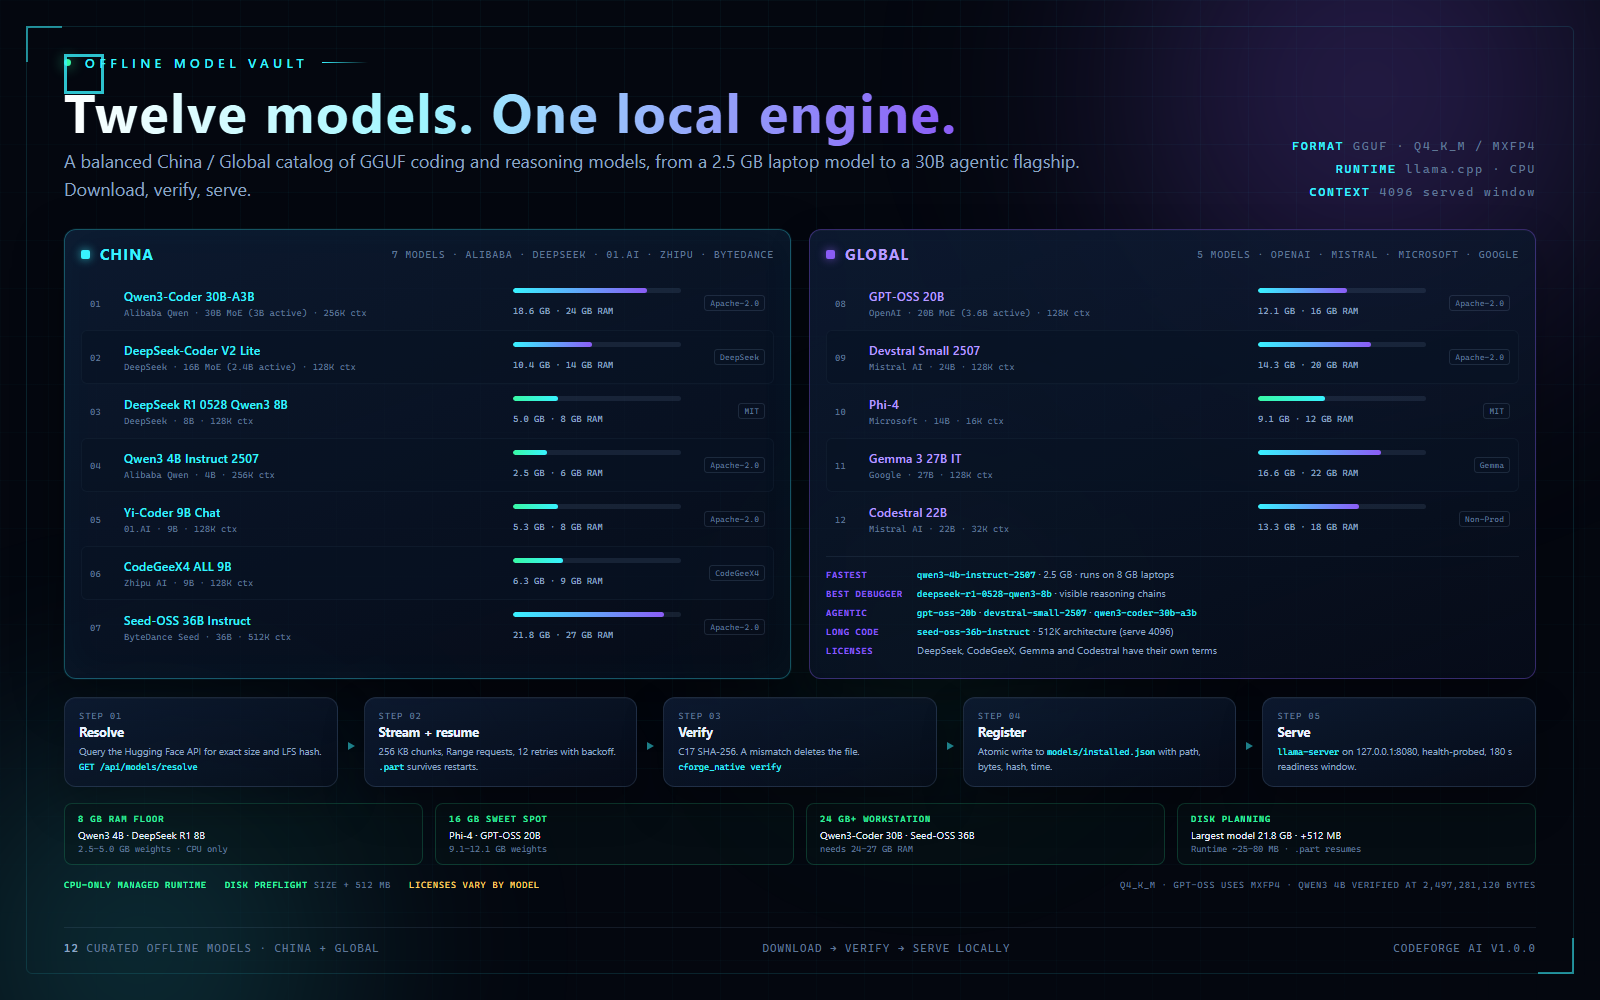 OFFLINE MODEL VAULT
Twelve models. One local engine.
A balanced China / Global catalog of GGUF coding and reasoning models, from a 2.5 GB laptop model to a 30B agentic flagship.
Download, verify, serve.
FORMAT GGUF · Q4_K_M / MXFP4
RUNTIME llama.cpp · CPU
CONTEXT 4096 served window
CHINA
7 MODELS · ALIBABA · DEEPSEEK · 01.AI · ZHIPU · BYTEDANCE
01
Qwen3-Coder 30B-A3B
Alibaba Qwen · 30B MoE (3B active) · 256K ctx
18.6 GB · 24 GB RAM
Apache-2.0
02
DeepSeek-Coder V2 Lite
DeepSeek · 16B MoE (2.4B active) · 128K ctx
10.4 GB · 14 GB RAM
DeepSeek
03
DeepSeek R1 0528 Qwen3 8B
DeepSeek · 8B · 128K ctx
5.0 GB · 8 GB RAM
MIT
04
Qwen3 4B Instruct 2507
Alibaba Qwen · 4B · 256K ctx
2.5 GB · 6 GB RAM
Apache-2.0
05
Yi-Coder 9B Chat
01.AI · 9B · 128K ctx
5.3 GB · 8 GB RAM
Apache-2.0
06
CodeGeeX4 ALL 9B
Zhipu AI · 9B · 128K ctx
6.3 GB · 9 GB RAM
CodeGeeX4
07
Seed-OSS 36B Instruct
ByteDance Seed · 36B · 512K ctx
21.8 GB · 27 GB RAM
Apache-2.0
GLOBAL
5 MODELS · OPENAI · MISTRAL · MICROSOFT · GOOGLE
08
GPT-OSS 20B
OpenAI · 20B MoE (3.6B active) · 128K ctx
12.1 GB · 16 GB RAM
Apache-2.0
09
Devstral Small 2507
Mistral AI · 24B · 128K ctx
14.3 GB · 20 GB RAM
Apache-2.0
10
Phi-4
Microsoft · 14B · 16K ctx
9.1 GB · 12 GB RAM
MIT
11
Gemma 3 27B IT
Google · 27B · 128K ctx
16.6 GB · 22 GB RAM
Gemma
12
Codestral 22B
Mistral AI · 22B · 32K ctx
13.3 GB · 18 GB RAM
Non-Prod
FASTEST qwen3-4b-instruct-2507 · 2.5 GB · runs on 8 GB laptops
BEST DEBUGGER deepseek-r1-0528-qwen3-8b · visible reasoning chains
AGENTIC gpt-oss-20b · devstral-small-2507 · qwen3-coder-30b-a3b
LONG CODE seed-oss-36b-instruct · 512K architecture (serve 4096)
LICENSES DeepSeek, CodeGeeX, Gemma and Codestral have their own terms
STEP 01
Resolve
Query the Hugging Face API for exact size and LFS hash.
GET /api/models/resolve
STEP 02
Stream + resume
256 KB chunks, Range requests, 12 retries with backoff.
.part survives restarts.
STEP 03
Verify
C17 SHA-256. A mismatch deletes the file.
cforge_native verify
STEP 04
Register
Atomic write to models/installed.json with path,
bytes, hash, time.
STEP 05
Serve
llama-server on 127.0.0.1:8080, health-probed, 180 s
readiness window.
8 GB RAM FLOOR
Qwen3 4B · DeepSeek R1 8B
2.5–5.0 GB weights · CPU only
16 GB SWEET SPOT
Phi-4 · GPT-OSS 20B
9.1–12.1 GB weights
24 GB+ WORKSTATION
Qwen3-Coder 30B · Seed-OSS 36B
needs 24–27 GB RAM
DISK PLANNING
Largest model 21.8 GB · +512 MB
Runtime ~25–80 MB · .part resumes
CPU-ONLY MANAGED RUNTIME DISK PREFLIGHT SIZE + 512 MB LICENSES VARY BY MODEL
Q4_K_M · GPT-OSS USES MXFP4 · QWEN3 4B VERIFIED AT 2,497,281,120 BYTES
12 CURATED OFFLINE MODELS · CHINA + GLOBAL
DOWNLOAD → VERIFY → SERVE LOCALLY
CODEFORGE AI V1.0.0